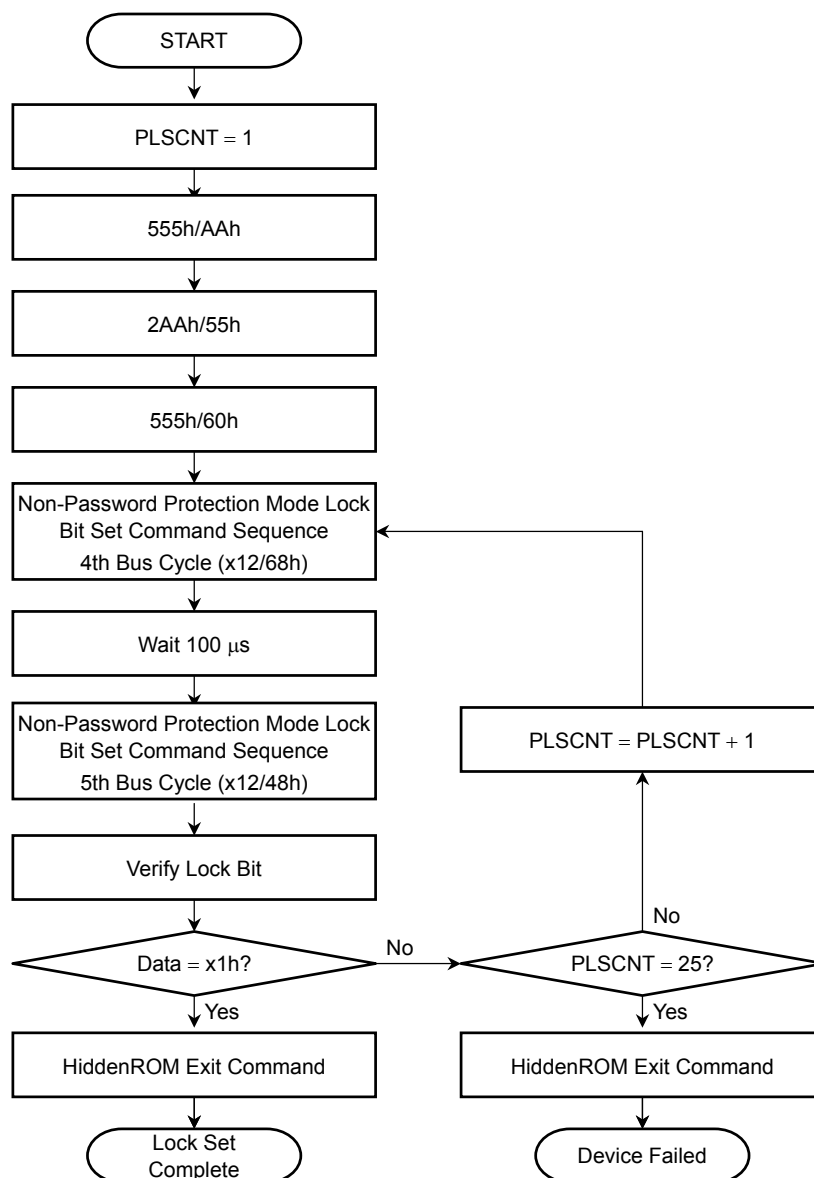 START
PLSCNT = 1
555h/AAh
2AAh/55h
555h/60h
Non-Password Protection Mode Lock
Bit Set Command Sequence
4th Bus Cycle (x12/68h)
Wait 100 μs
Non-Password Protection Mode Lock
Bit Set Command Sequence
5th Bus Cycle (x12/48h)
PLSCNT = PLSCNT + 1
Verify Lock Bit
Data = x1h?
No
PLSCNT = 25?
No
Yes
Yes
HiddenROM Exit Command
HiddenROM Exit Command
Lock Set
Complete
Device Failed